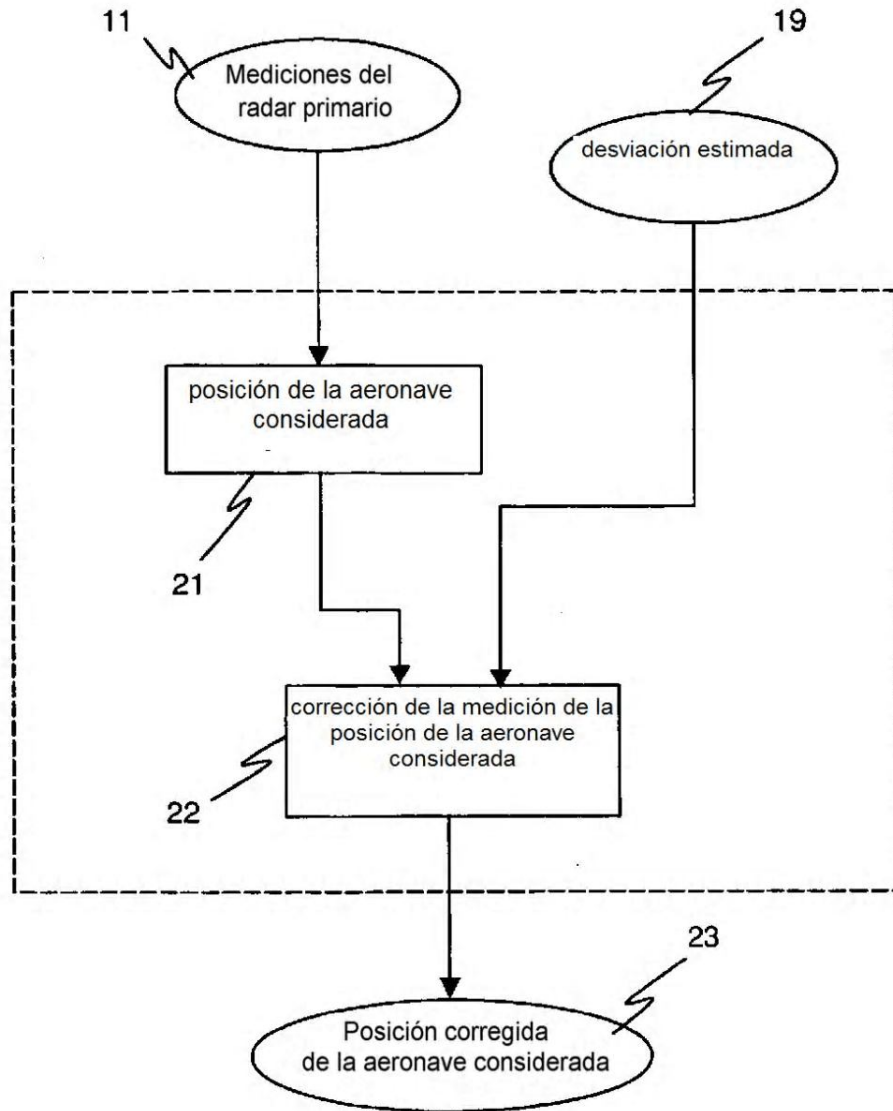 11
Mediciones del
radar primario
19
desviación estimada
posición de la aeronave
considerada
21
corrección de la medición de la
posición de la aeronave
considerada
22
23
Posición corregida
de la aeronave considerada